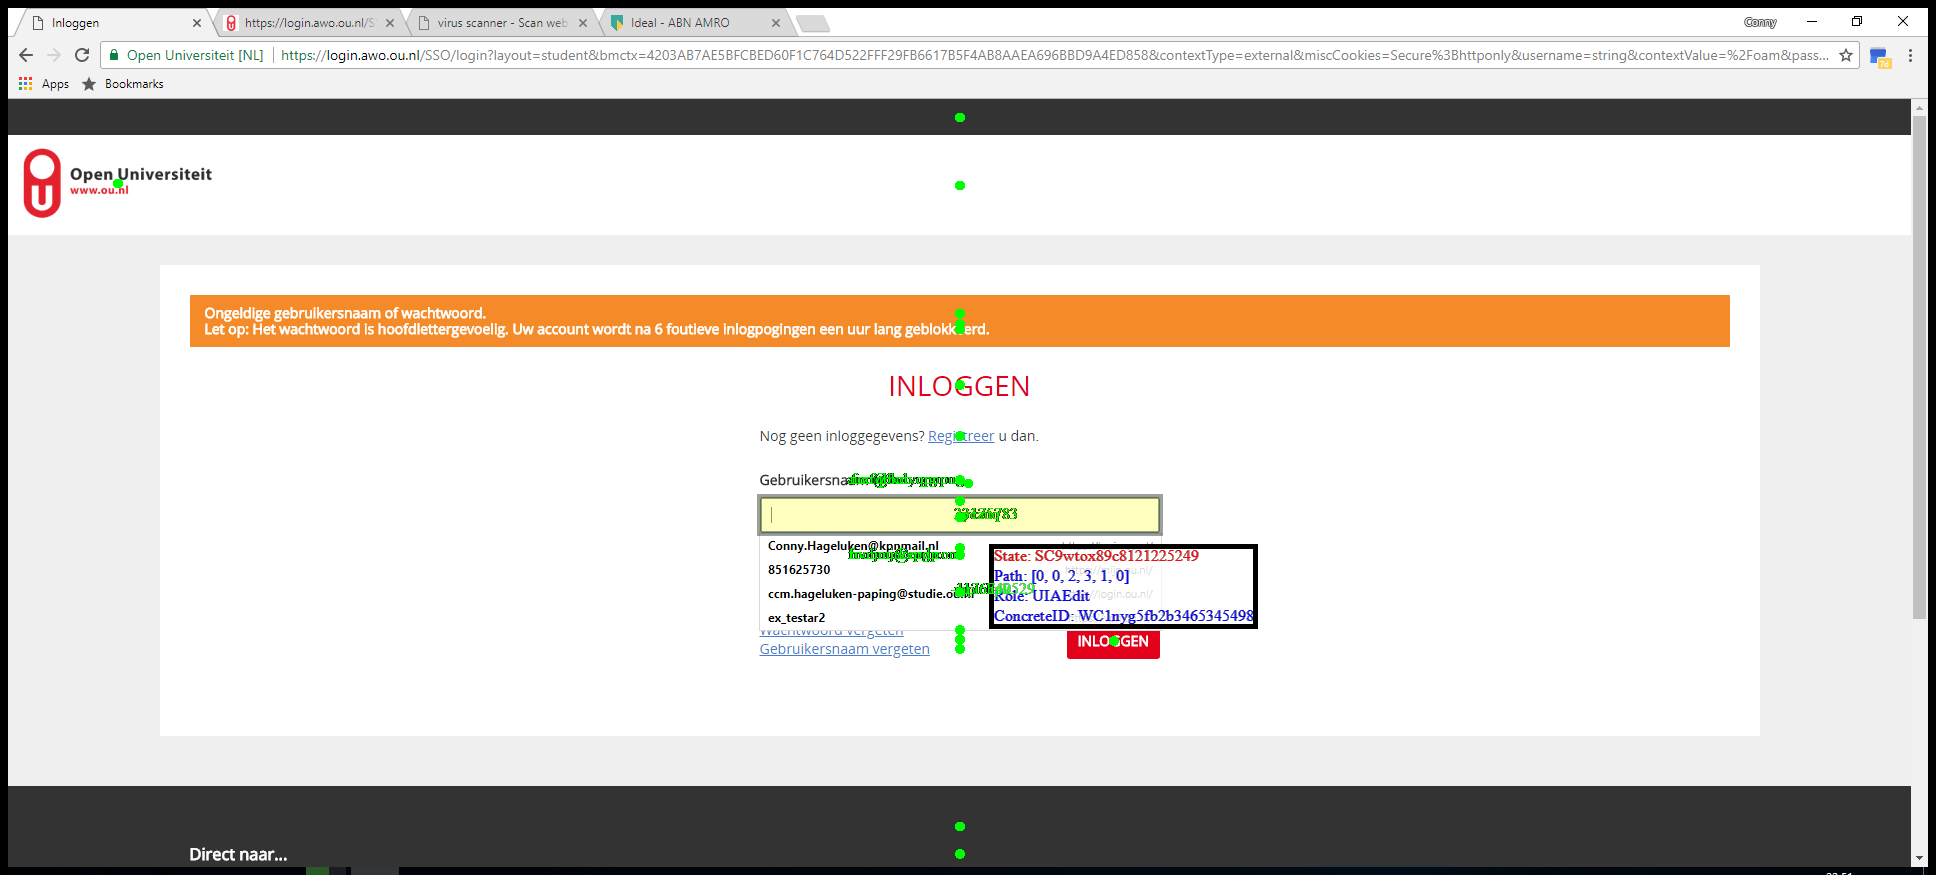 Inloggen
https://login.awo.ou.nl/S
virus scanner - Scan web
Ideal - ABN AMRO
Conny
Open Universiteit [NL]
https://login.awo.ou.nl/SSO/login?layout=student&bmctx=4203AB7AE5BFCBED60F1C764D522FFF29FB6617B5F4AB8AAEA696BBD9A4ED858&contextType=external&miscCookies=Secure%3Bhttponly&username=string&contextValue=%2Foam&pass...
7d
Apps
Bookmarks
Open Universiteit
www.ou.nl
Ongeldige gebruikersnaam of wachtwoord.
Let op: Het wachtwoord is hoofdlettergevoelig. Uw account wordt na 6 foutieve inlogpogingen een uur lang geblokkeerd.
INLOGGEN
Nog geen inloggegevens? Registreer u dan.
Gebruikersnaam
Conny.Hageluken@kpnmail.nl
851625730
ccm.hageluken-paping@studie.ou.nl
ex_testar2
State: SC9wtox89c8121225249
Path: [0, 0, 2, 3, 1, 0]
Role: UIAEdit
ConcreteID: WC1nyg5fb2b3465345498
Wachtwoord vergeten
Gebruikersnaam vergeten
INLOGGEN
Direct naar...